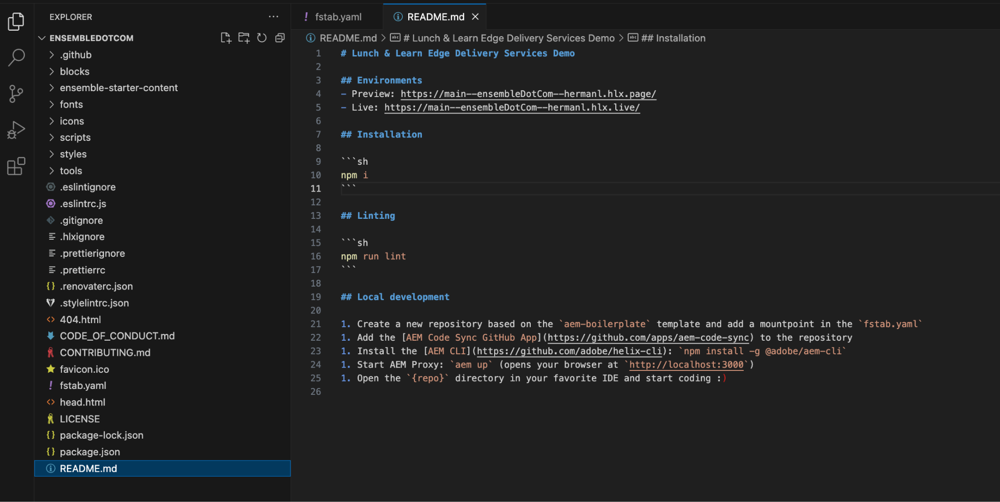 EXPLORER
ENSEMBLEDOTCOM
.github
blocks
ensemble-starter-content
fonts
icons
scripts
styles
tools
.eslintignore
.eslintrc.js
.gitignore
.hlxignore
.prettierignore
.prettierrc
{} .renovaterc.json
.stylelintrc.json
<> 404.html
CODE_OF_CONDUCT.md
CONTRIBUTING.md
favicon.ico
! fstab.yaml
<> head.html
LICENSE
{} package-lock.json
{} package.json
README.md
! fstab.yaml
README.md
README.md > # Lunch & Learn Edge Delivery Services Demo > ## Installation
1 # Lunch & Learn Edge Delivery Services Demo
2
3 ## Environments
4 - Preview: https://main--ensembleDotCom--hermanl.hlx.page/
5 - Live: https://main--ensembleDotCom--hermanl.hlx.live/
6
7 ## Installation
8
9 ```sh
10 npm i
11 ```
12
13 ## Linting
14
15 ```sh
16 npm run lint
17 ```
18
19 ## Local development
20
21 1. Create a new repository based on the `aem-boilerplate` template and add a mountpoint in the `fstab.yaml`
22 1. Add the [AEM Code Sync GitHub App](https://github.com/apps/aem-code-sync) to the repository
23 1. Install the [AEM CLI](https://github.com/adobe/helix-cli): `npm install -g @adobe/aem-cli`
24 1. Start AEM Proxy: `aem up` (opens your browser at `http://localhost:3000`)
25 1. Open the `{repo}` directory in your favorite IDE and start coding :)
26